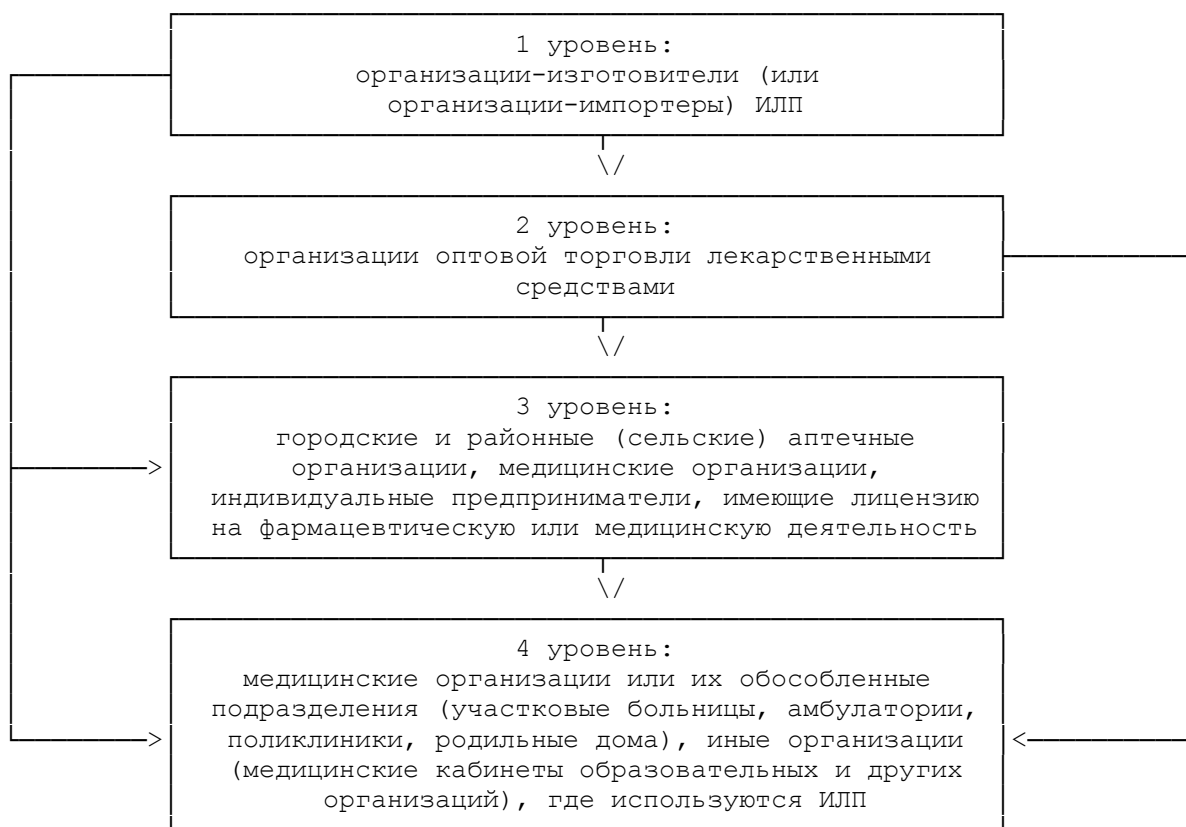 1 уровень:
организации-изготовители (или
организации-импортеры) ИЛП
2 уровень:
организации оптовой торговли лекарственными
средствами
3 уровень:
городские и районные (сельские) аптечные
организации, медицинские организации,
индивидуальные предприниматели, имеющие лицензию
на фармацевтическую или медицинскую деятельность
4 уровень:
медицинские организации или их обособленные
подразделения (участковые больницы, амбулатории,
поликлиники, родильные дома), иные организации
(медицинские кабинеты образовательных и других
организаций), где используются ИЛП